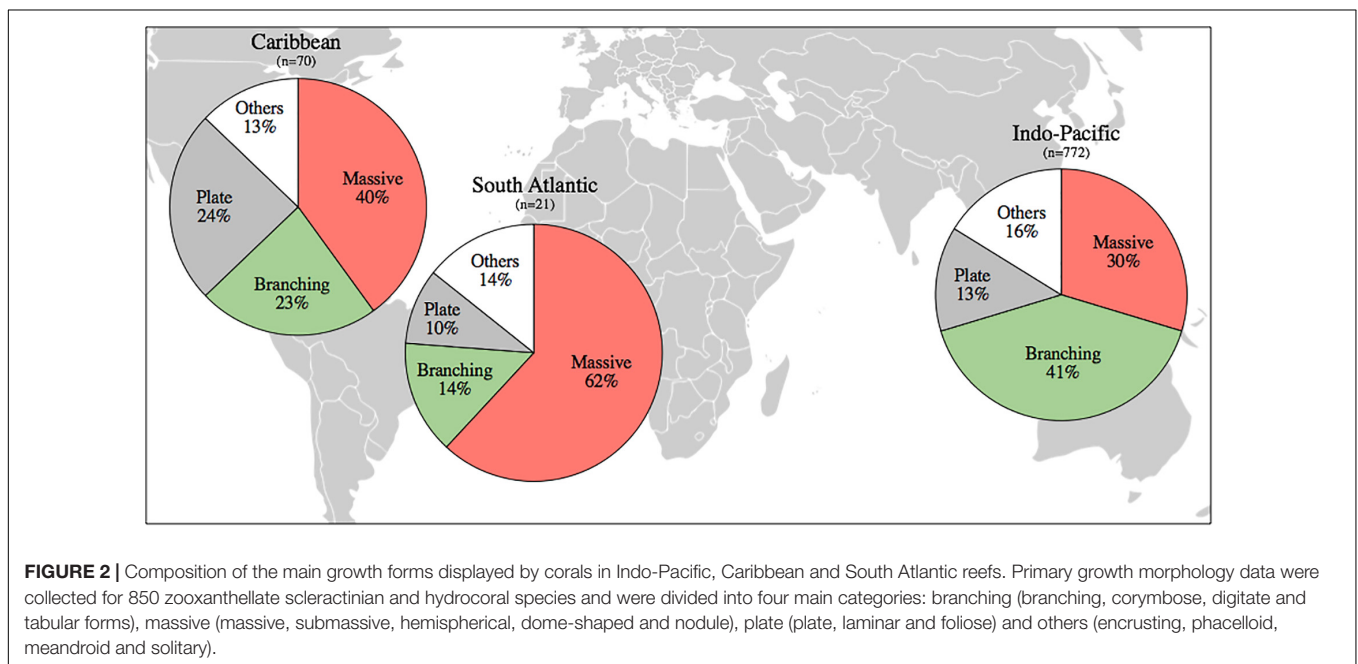 Caribbean
(n=70)
Others
13%
Massive
40%
Plate
24%
Branching
23%
South Atlantic
(n=21)
Others
14%
Plate
10%
Massive
62%
Branching
14%
Indo-Pacific
(n=772)
Others
16%
Massive
30%
Plate
13%
Branching
41%
FIGURE 2 | Composition of the main growth forms displayed by corals in Indo-Pacific, Caribbean and South Atlantic reefs. Primary growth morphology data were
collected for 850 zooxanthellate scleractinian and hydrocoral species and were divided into four main categories: branching (branching, corymbose, digitate and
tabular forms), massive (massive, submassive, hemispherical, dome-shaped and nodule), plate (plate, laminar and foliose) and others (encrusting, phacelloid,
meandroid and solitary).